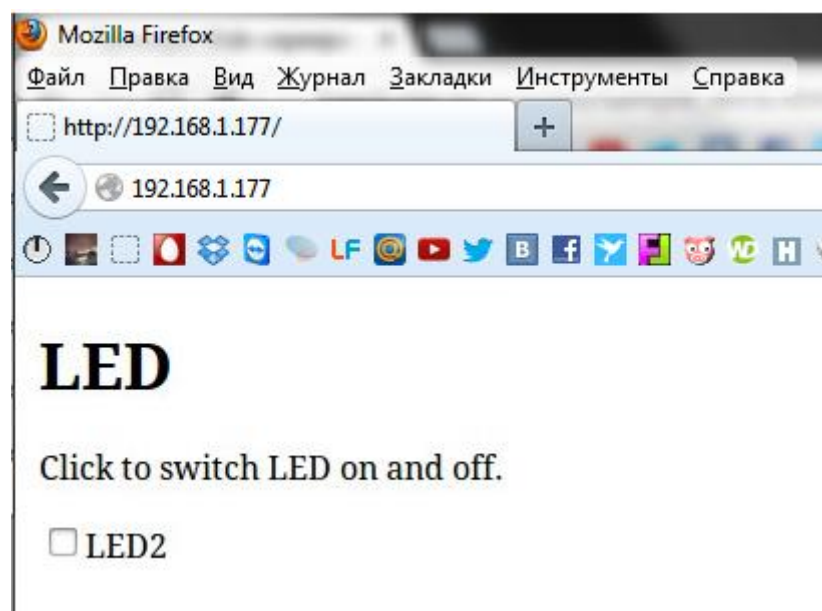 Mozilla Firefox
Файл Правка Вид Журнал Закладки Инструменты Справка
http://192.168.1.177/
192.168.1.177
LF
LED
Click to switch LED on and off.
LED2